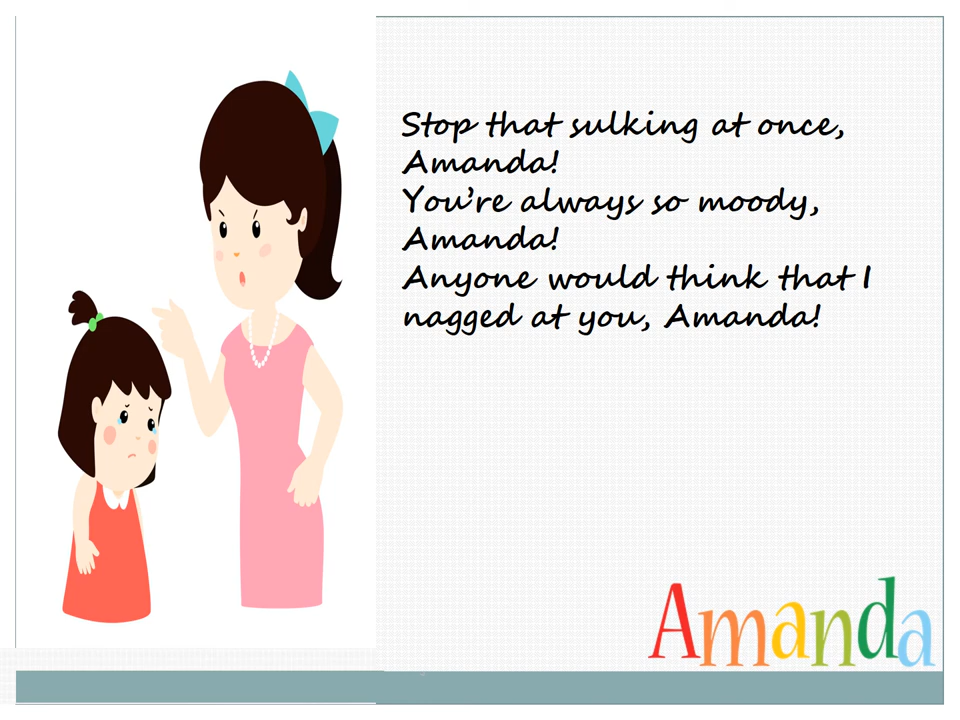 Stop that sulking at once,
Amanda!
You’re always so moody,
Amanda!
Anyone would think that I
nagged at you, Amanda!
Amanda